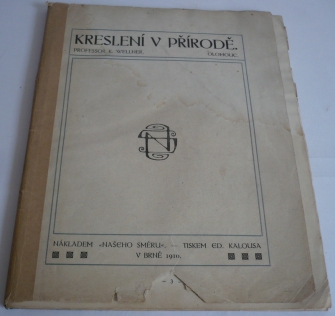 KRESLENÍ V PŘÍRODĚ.
PROFESSOR K. WELLNER. OLOMOUC.
NÁKLADEM »NAŠEHO SMĚRU«, -- TISKEM ED. KALOUSA
V BRNĚ 1910.